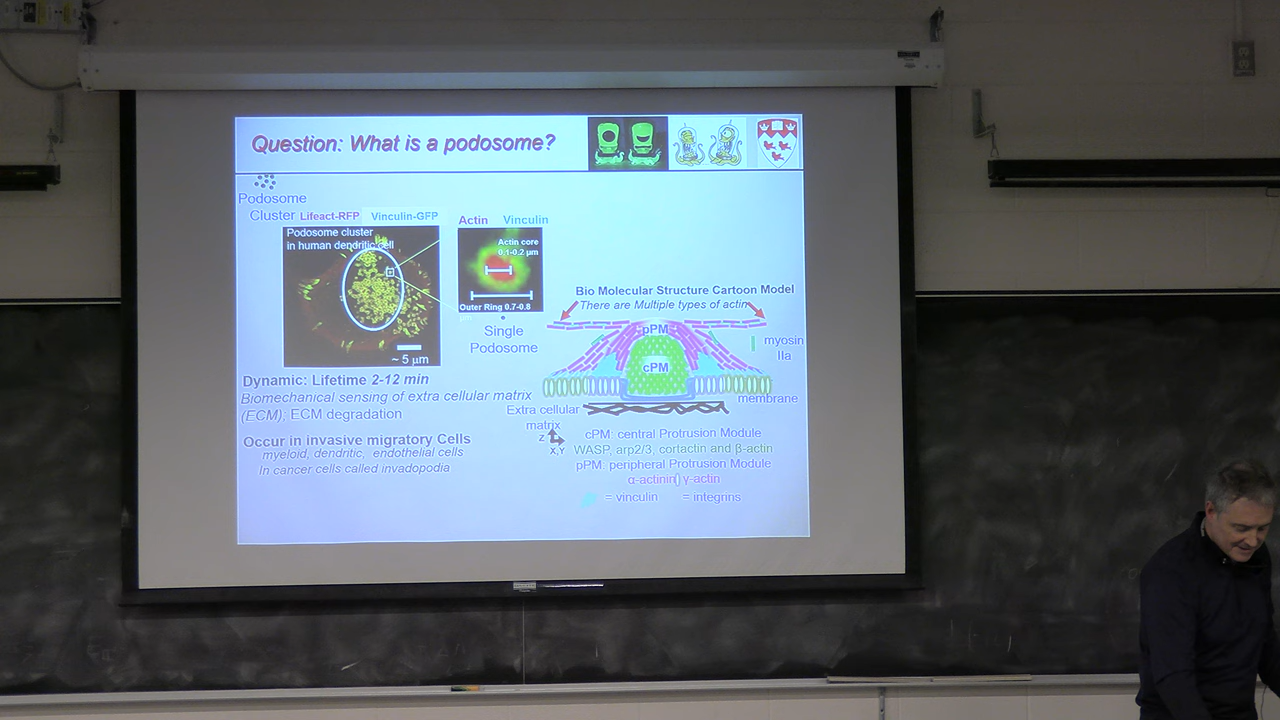 Question: What is a podosome?
Podosome
Cluster Lifeact-RFP Vinculin-GFP
Podosome cluster
in human dendritic cell
~ 5 μm
Actin Vinculin
Actin core
0.1-0.2 μm
Outer Ring 0.7-0.8
Single
Podosome
Dynamic: Lifetime 2-12 min
Biomechanical sensing of extra cellular matrix
(ECM); ECM degradation
Occur in invasive migratory Cells
myeloid, dendritic, endothelial cells
In cancer cells called invadopodia
Bio Molecular Structure Cartoon Model
There are Multiple types of actin
pPM
cPM
myosin
IIa
membrane
Extra cellular
matrix
Z
X,Y
cPM: central Protrusion Module
WASP, arp2/3, cortactin and β-actin
pPM: peripheral Protrusion Module
α-actinin() γ-actin
= vinculin = integrins